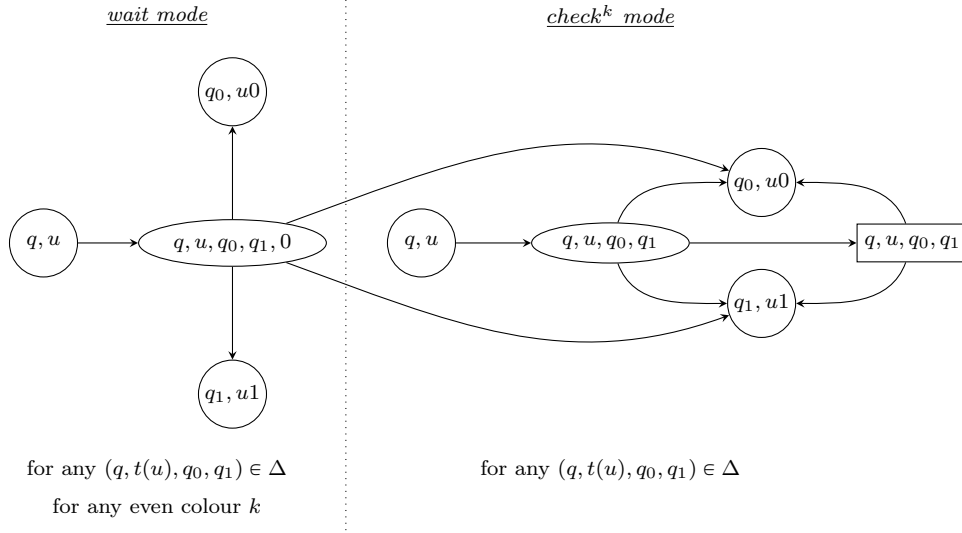 wait mode
check^k mode
q_0, u0
q_0, u0
q, u
q, u, q_0, q_1, 0
q, u
q, u, q_0, q_1
q, u, q_0, q_1
q_1, u1
q_1, u1
for any (q, t(u), q_0, q_1) ∈ Δ
for any (q, t(u), q_0, q_1) ∈ Δ
for any even colour k